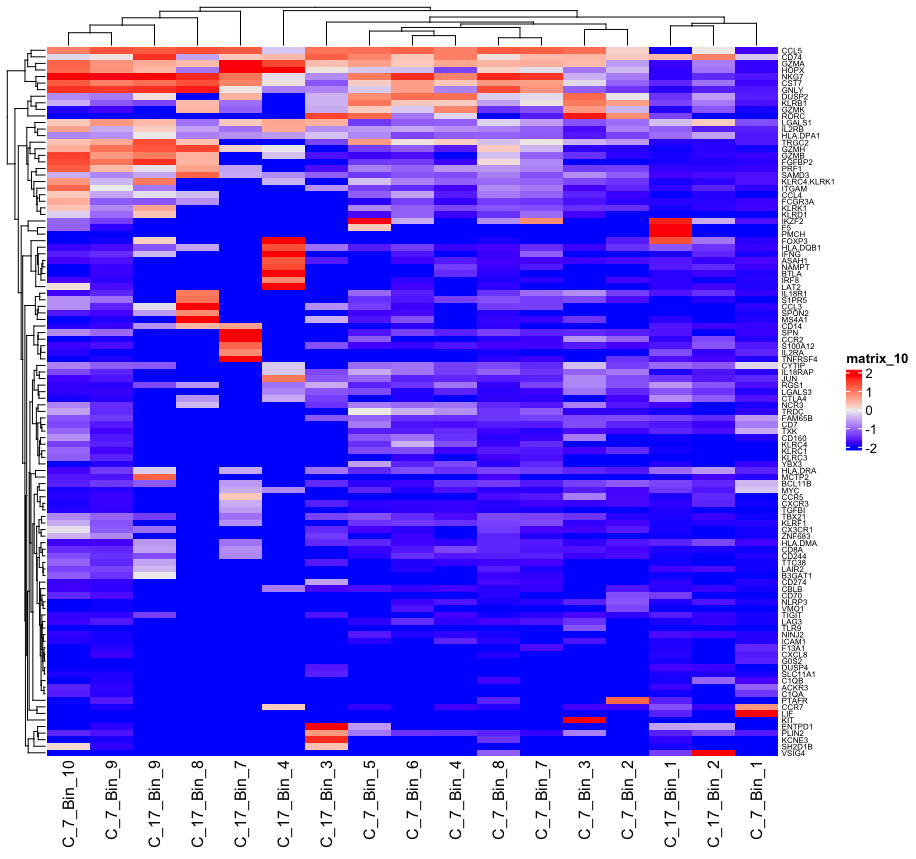 CCL5
CD74
GZMA
HOPX
NKG7
CST7
GNLY
DUSP2
KLRB1
GZMK
RORC
LGALS1
IL2RB
HLA.DPA1
TRGC2
GZMH
GZMB
FGFBP2
PRF1
SAMD3
KLRC4.KLRK1
ITGAM
CCL4
FCGR3A
KLRK1
KLRD1
IKZF2
F5
PMCH
FOXP3
HLA.DQB1
IFNG
ASAH1
NAMPT
BTLA
IRF8
LAT2
IL18R1
S1PR5
CCL3
SPON2
MS4A1
CD14
SPN
CCR2
S100A12
IL2RA
TNFRSF4
CYTIP
IL18RAP
JUN
RGS1
LGALS3
CTLA4
NCR3
TRDC
FAM65B
CD7
TXK
CD160
KLRC4
KLRC1
KLRC3
YBX3
HLA.DRA
MCTP2
BCL11B
MYC
CCR5
CXCR3
TGFBI
TBX21
KLRF1
CX3CR1
ZNF683
HLA.DMA
CD8A
CD244
TTC38
LAIR2
B3GAT1
CD274
CBLB
CD70
NLRP3
VMO1
TIGIT
LAG3
TLR9
NINJ2
ICAM1
F13A1
CXCL8
G0S2
DUSP4
SLC11A1
C1QB
ACKR3
C1QA
PTAFR
CCR7
LIF
KIT
ENTPD1
PLIN2
KCNE3
SH2D1B
VSIG4
matrix_10
2
1
0
-1
-2
C_7_Bin_10
C_7_Bin_9
C_17_Bin_9
C_17_Bin_8
C_17_Bin_7
C_17_Bin_4
C_17_Bin_3
C_7_Bin_5
C_7_Bin_6
C_7_Bin_4
C_7_Bin_8
C_7_Bin_7
C_7_Bin_3
C_7_Bin_2
C_17_Bin_1
C_17_Bin_2
C_7_Bin_1